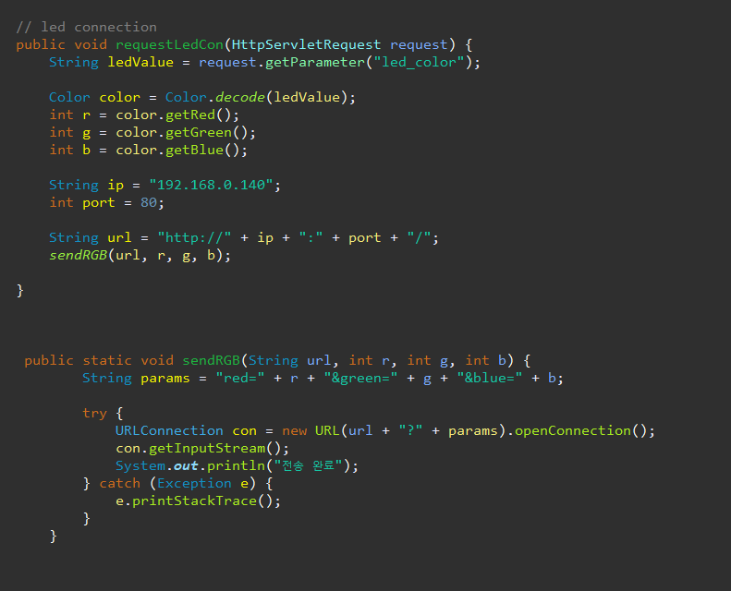 // led connection
public void requestLedCon(HttpServletRequest request) {
    String ledValue = request.getParameter("led_color");
    Color color = Color.decode(ledValue);
    int r = color.getRed();
    int g = color.getGreen();
    int b = color.getBlue();
    String ip = "192.168.0.140";
    int port = 80;
    String url = "http://" + ip + ":" + port + "/";
    sendRGB(url, r, g, b);
}
 public static void sendRGB(String url, int r, int g, int b) {
        String params = "red=" + r + "&green=" + g + "&blue=" + b;
        try {
            URLConnection con = new URL(url + "?" + params).openConnection();
            con.getInputStream();
            System.out.println("전송 완료");
        } catch (Exception e) {
            e.printStackTrace();
        }
    }